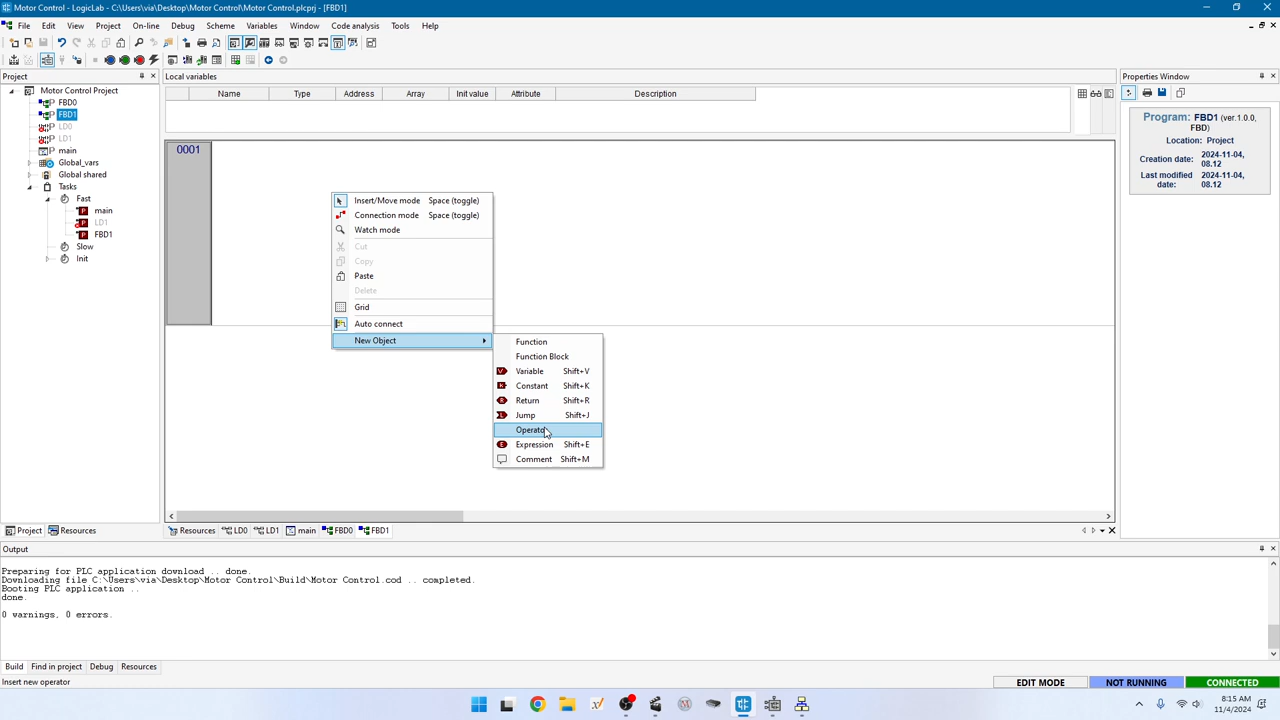 Motor Control - LogicLab - C:\Users\via\Desktop\Motor Control\Motor Control.plcprj - [FBD1]
File Edit View Project On-line Debug Scheme Variables Window Code analysis Tools Help
Project
Local variables
Properties Window
Name Type Address Array Init value Attribute Description
Motor Control Project
FBD0
FBD1
LD0
LD1
main
Global_vars
Global shared
Tasks
Fast
main
LD1
FBD1
Slow
Init
0001
Program: FBD1 (ver.1.0.0, FBD)
Location: Project
Creation date: 2024-11-04, 08.12
Last modified date: 2024-11-04, 08.12
Insert/Move mode Space (toggle)
Connection mode Space (toggle)
Watch mode
Cut
Copy
Paste
Delete
Grid
Auto connect
New Object
Function
Function Block
Variable Shift+V
Constant Shift+K
Return Shift+R
Jump Shift+J
Operator
Expression Shift+E
Comment Shift+M
Project Resources
Resources LD0 LD1 main FBD0 FBD1
Output
Preparing for PLC application download .. done.
Downloading file C:\Users\via\Desktop\Motor Control\Build\Motor Control.cod .. completed.
Booting PLC application ..
done.
0 warnings, 0 errors.
Build Find in project Debug Resources
Insert new operator
EDIT MODE NOT RUNNING CONNECTED
8:15 AM
11/4/2024